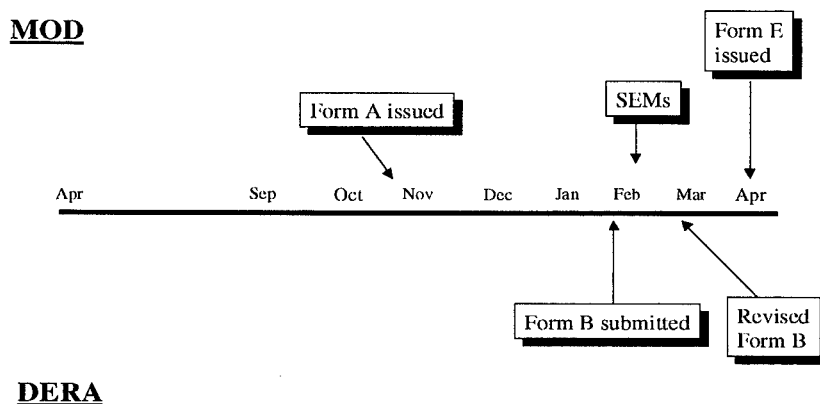 MOD
Form E
issued
Form A issued
SEMs
Apr Sep Oct Nov Dec Jan Feb Mar Apr
Form B submitted
Revised
Form B
DERA